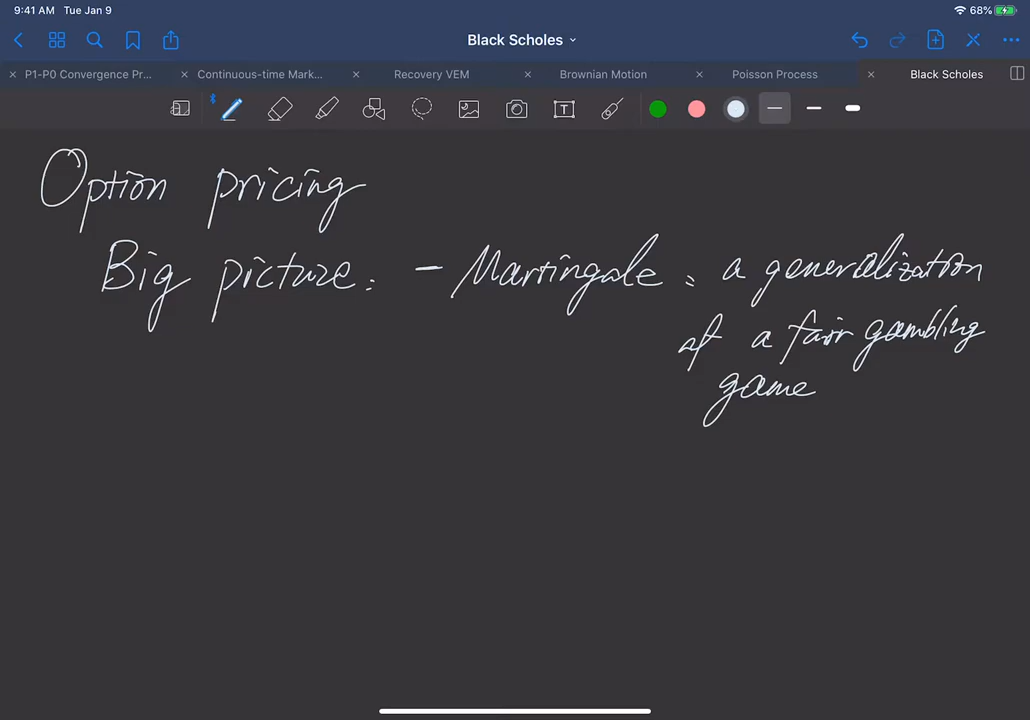 9:41 AM Tue Jan 9 68%
Black Scholes
P1-P0 Convergence Pr... Continuous-time Mark... Recovery VEM Brownian Motion Poisson Process Black Scholes
Option pricing
Big picture: - Martingale: a generalization
of a fair gambling
game